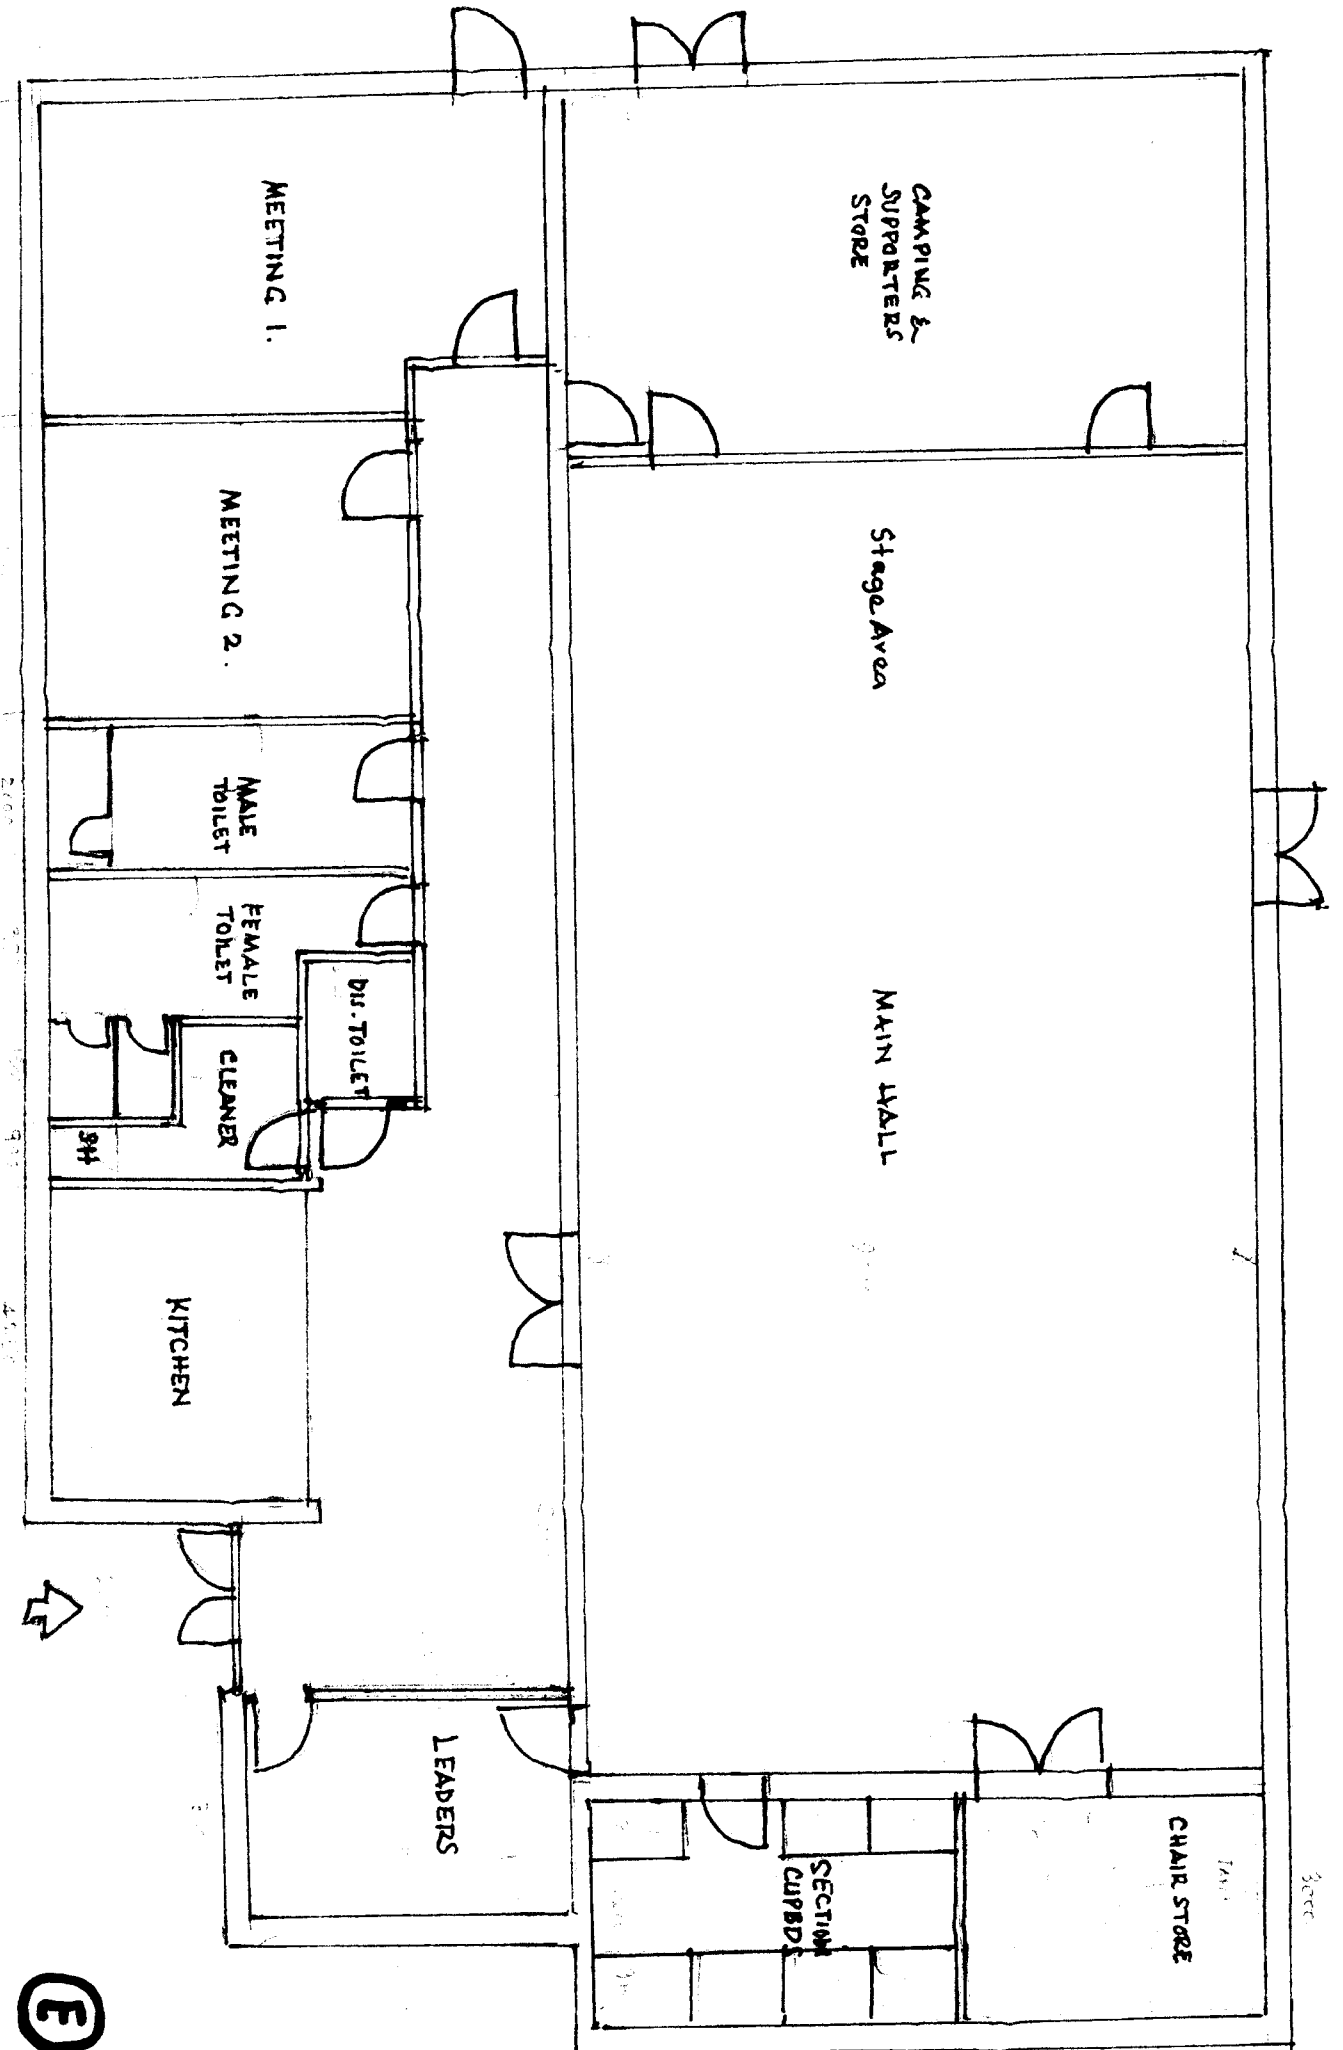 CAMPING &
SUPPORTERS
STORE
Stage Area
MAIN HALL
CHAIR STORE
SECTION
CUPBDS
MEETING 1.
MEETING 2.
MALE
TOILET
FEMALE
TOILET
DIS. TOILET
CLEANER
KITCHEN
LEADERS
3000
E